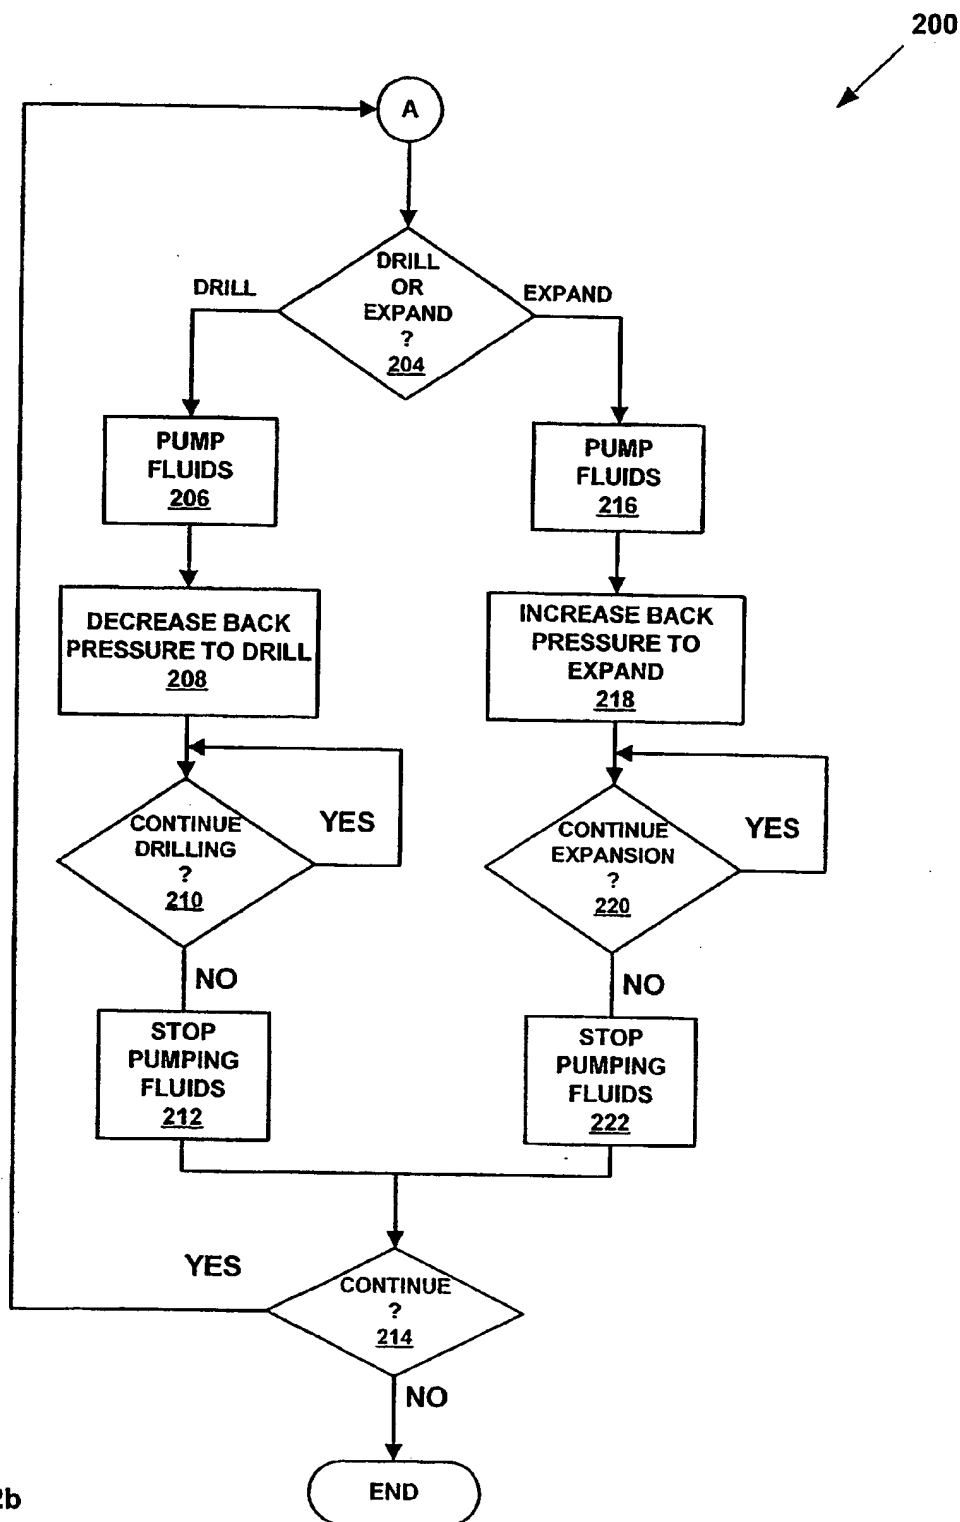 200
A
DRILL
OR
EXPAND
?
204
DRILL
EXPAND
PUMP
FLUIDS
206
PUMP
FLUIDS
216
DECREASE BACK
PRESSURE TO DRILL
208
INCREASE BACK
PRESSURE TO
EXPAND
218
CONTINUE
DRILLING
?
210
YES
CONTINUE
EXPANSION
?
220
YES
NO
NO
STOP
PUMPING
FLUIDS
212
STOP
PUMPING
FLUIDS
222
YES
CONTINUE
?
214
NO
END
2b